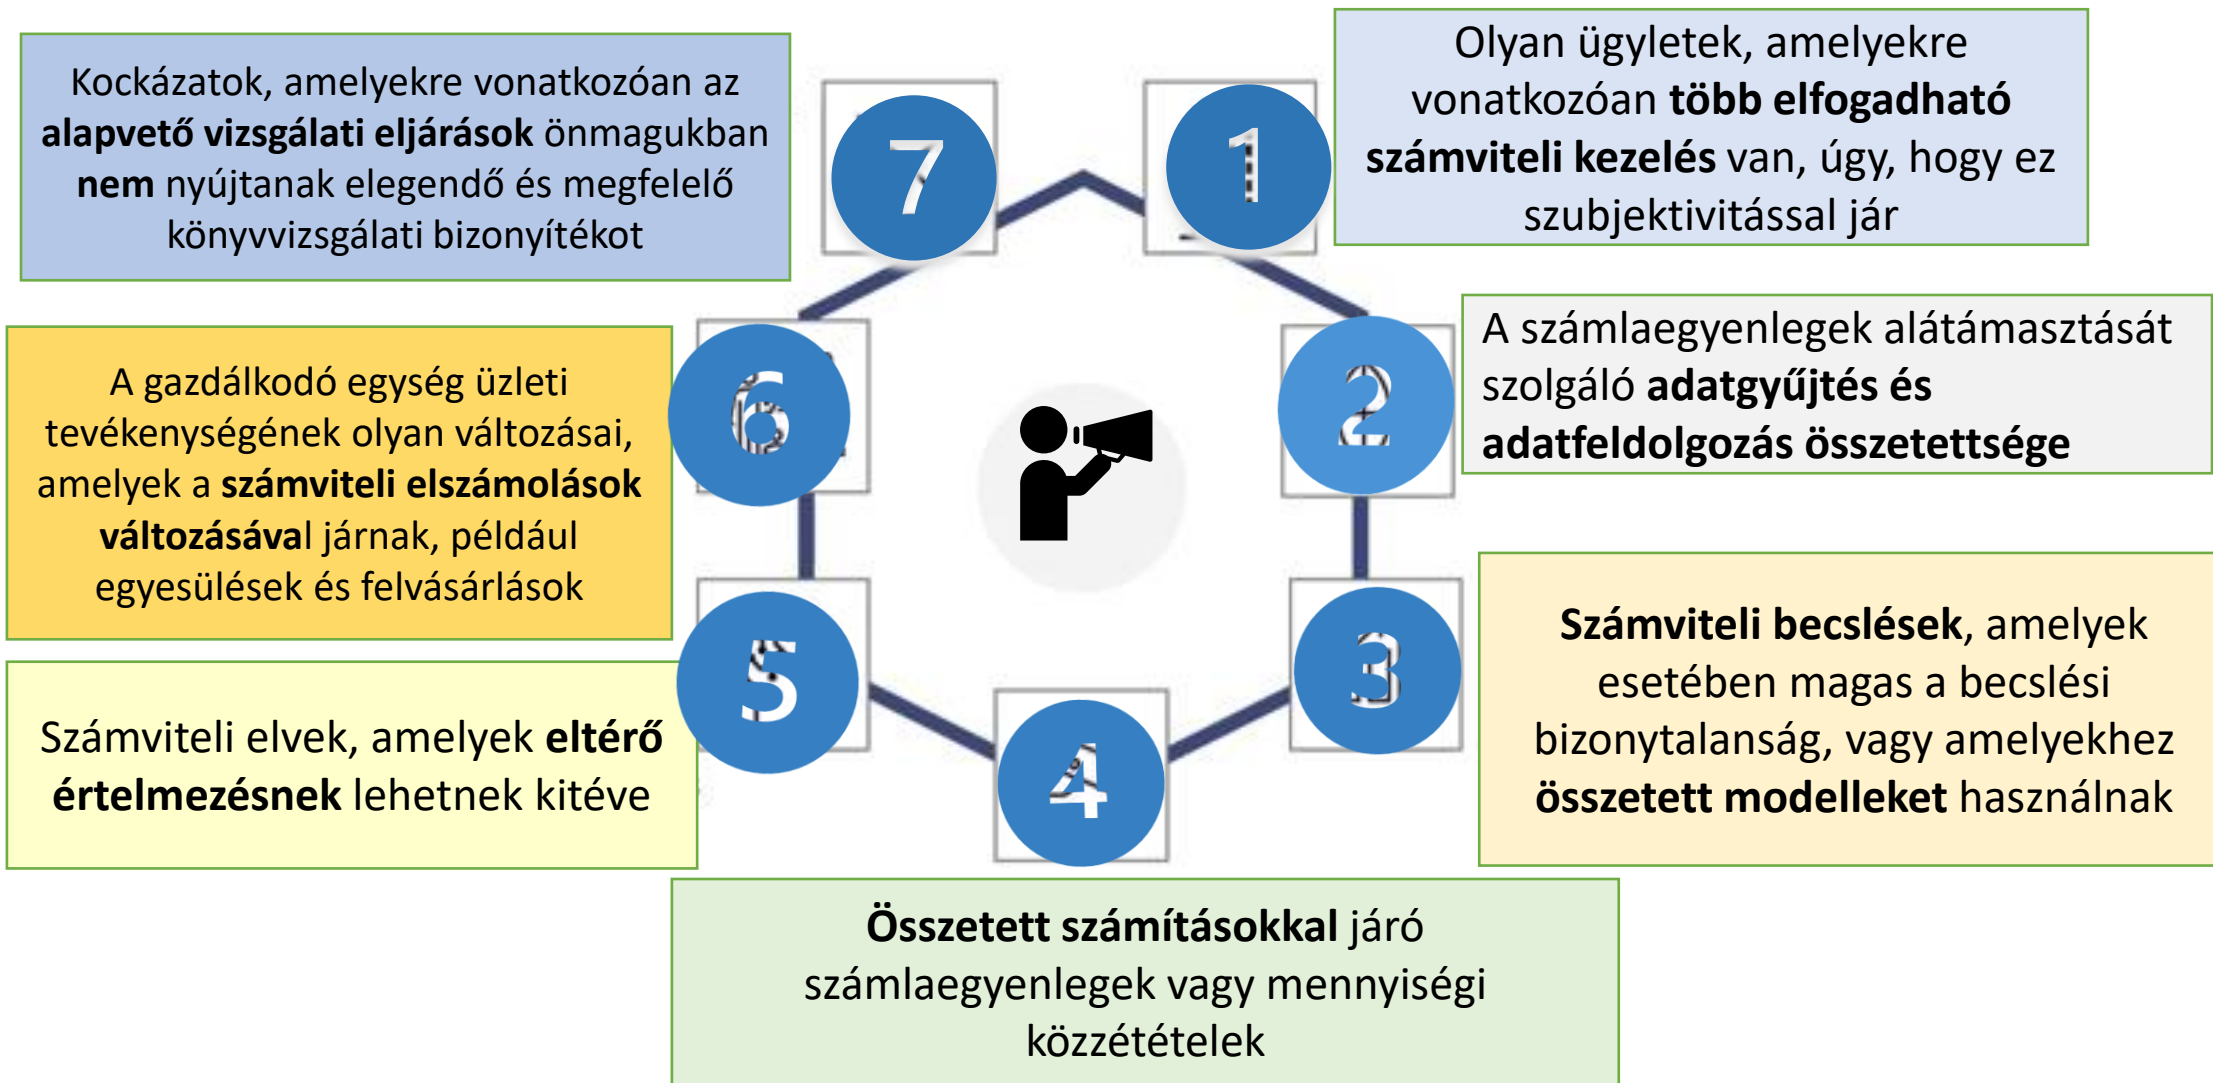 1
Olyan ügyletek, amelyekre
vonatkozóan több elfogadható
számviteli kezelés van, úgy, hogy ez
szubjektivitással jár
2
A számlaegyenlegek alátámasztását
szolgáló adatgyűjtés és
adatfeldolgozás összetettsége
3
Számviteli becslések, amelyek
esetében magas a becslési
bizonytalanság, vagy amelyekhez
összetett modelleket használnak
4
Összetett számításokkal járó
számlaegyenlegek vagy mennyiségi
közzétételek
5
Számviteli elvek, amelyek eltérő
értelmezésnek lehetnek kitéve
6
A gazdálkodó egység üzleti
tevékenységének olyan változásai,
amelyek a számviteli elszámolások
változásával járnak, például
egyesülések és felvásárlások
7
Kockázatok, amelyekre vonatkozóan az
alapvető vizsgálati eljárások önmagukban
nem nyújtanak elegendő és megfelelő
könyvvizsgálati bizonyítékot